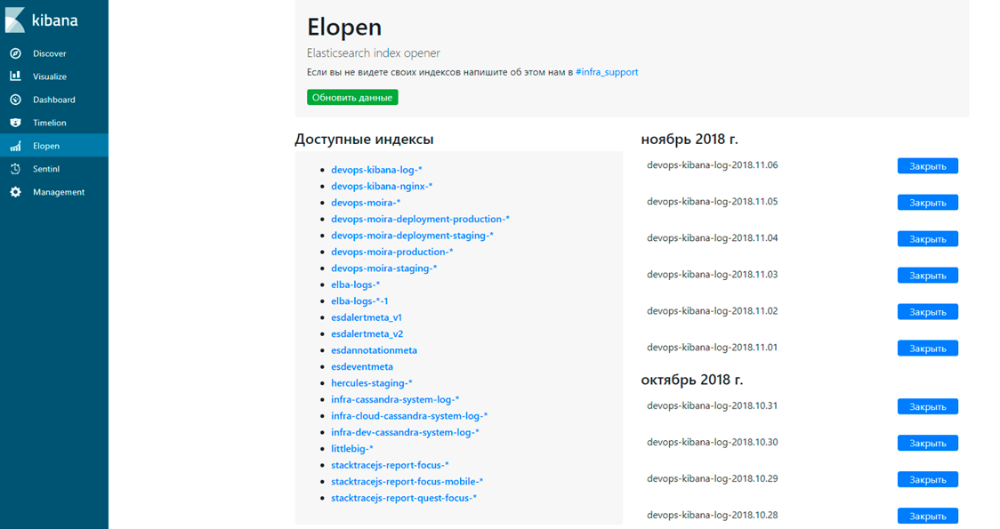 kibana
Discover
Visualize
Dashboard
Timelion
Elopen
Sentinl
Management
Elopen
Elasticsearch index opener
Если вы не видете своих индексов напишите об этом нам в #infra_support
Обновить данные
Доступные индексы
devops-kibana-log-*
devops-kibana-nginx-*
devops-moira-*
devops-moira-deployment-production-*
devops-moira-deployment-staging-*
devops-moira-production-*
devops-moira-staging-*
elba-logs-*
elba-logs-*-1
esdalertmeta_v1
esdalertmeta_v2
esdannotationmeta
esdeventmeta
hercules-staging-*
infra-cassandra-system-log-*
infra-cloud-cassandra-system-log-*
infra-dev-cassandra-system-log-*
littlebig-*
stacktracejs-report-focus-*
stacktracejs-report-focus-mobile-*
stacktracejs-report-quest-focus-*
ноябрь 2018 г.
devops-kibana-log-2018.11.06 Закрыть
devops-kibana-log-2018.11.05 Закрыть
devops-kibana-log-2018.11.04 Закрыть
devops-kibana-log-2018.11.03 Закрыть
devops-kibana-log-2018.11.02 Закрыть
devops-kibana-log-2018.11.01 Закрыть
октябрь 2018 г.
devops-kibana-log-2018.10.31 Закрыть
devops-kibana-log-2018.10.30 Закрыть
devops-kibana-log-2018.10.29 Закрыть
devops-kibana-log-2018.10.28 Закрыть